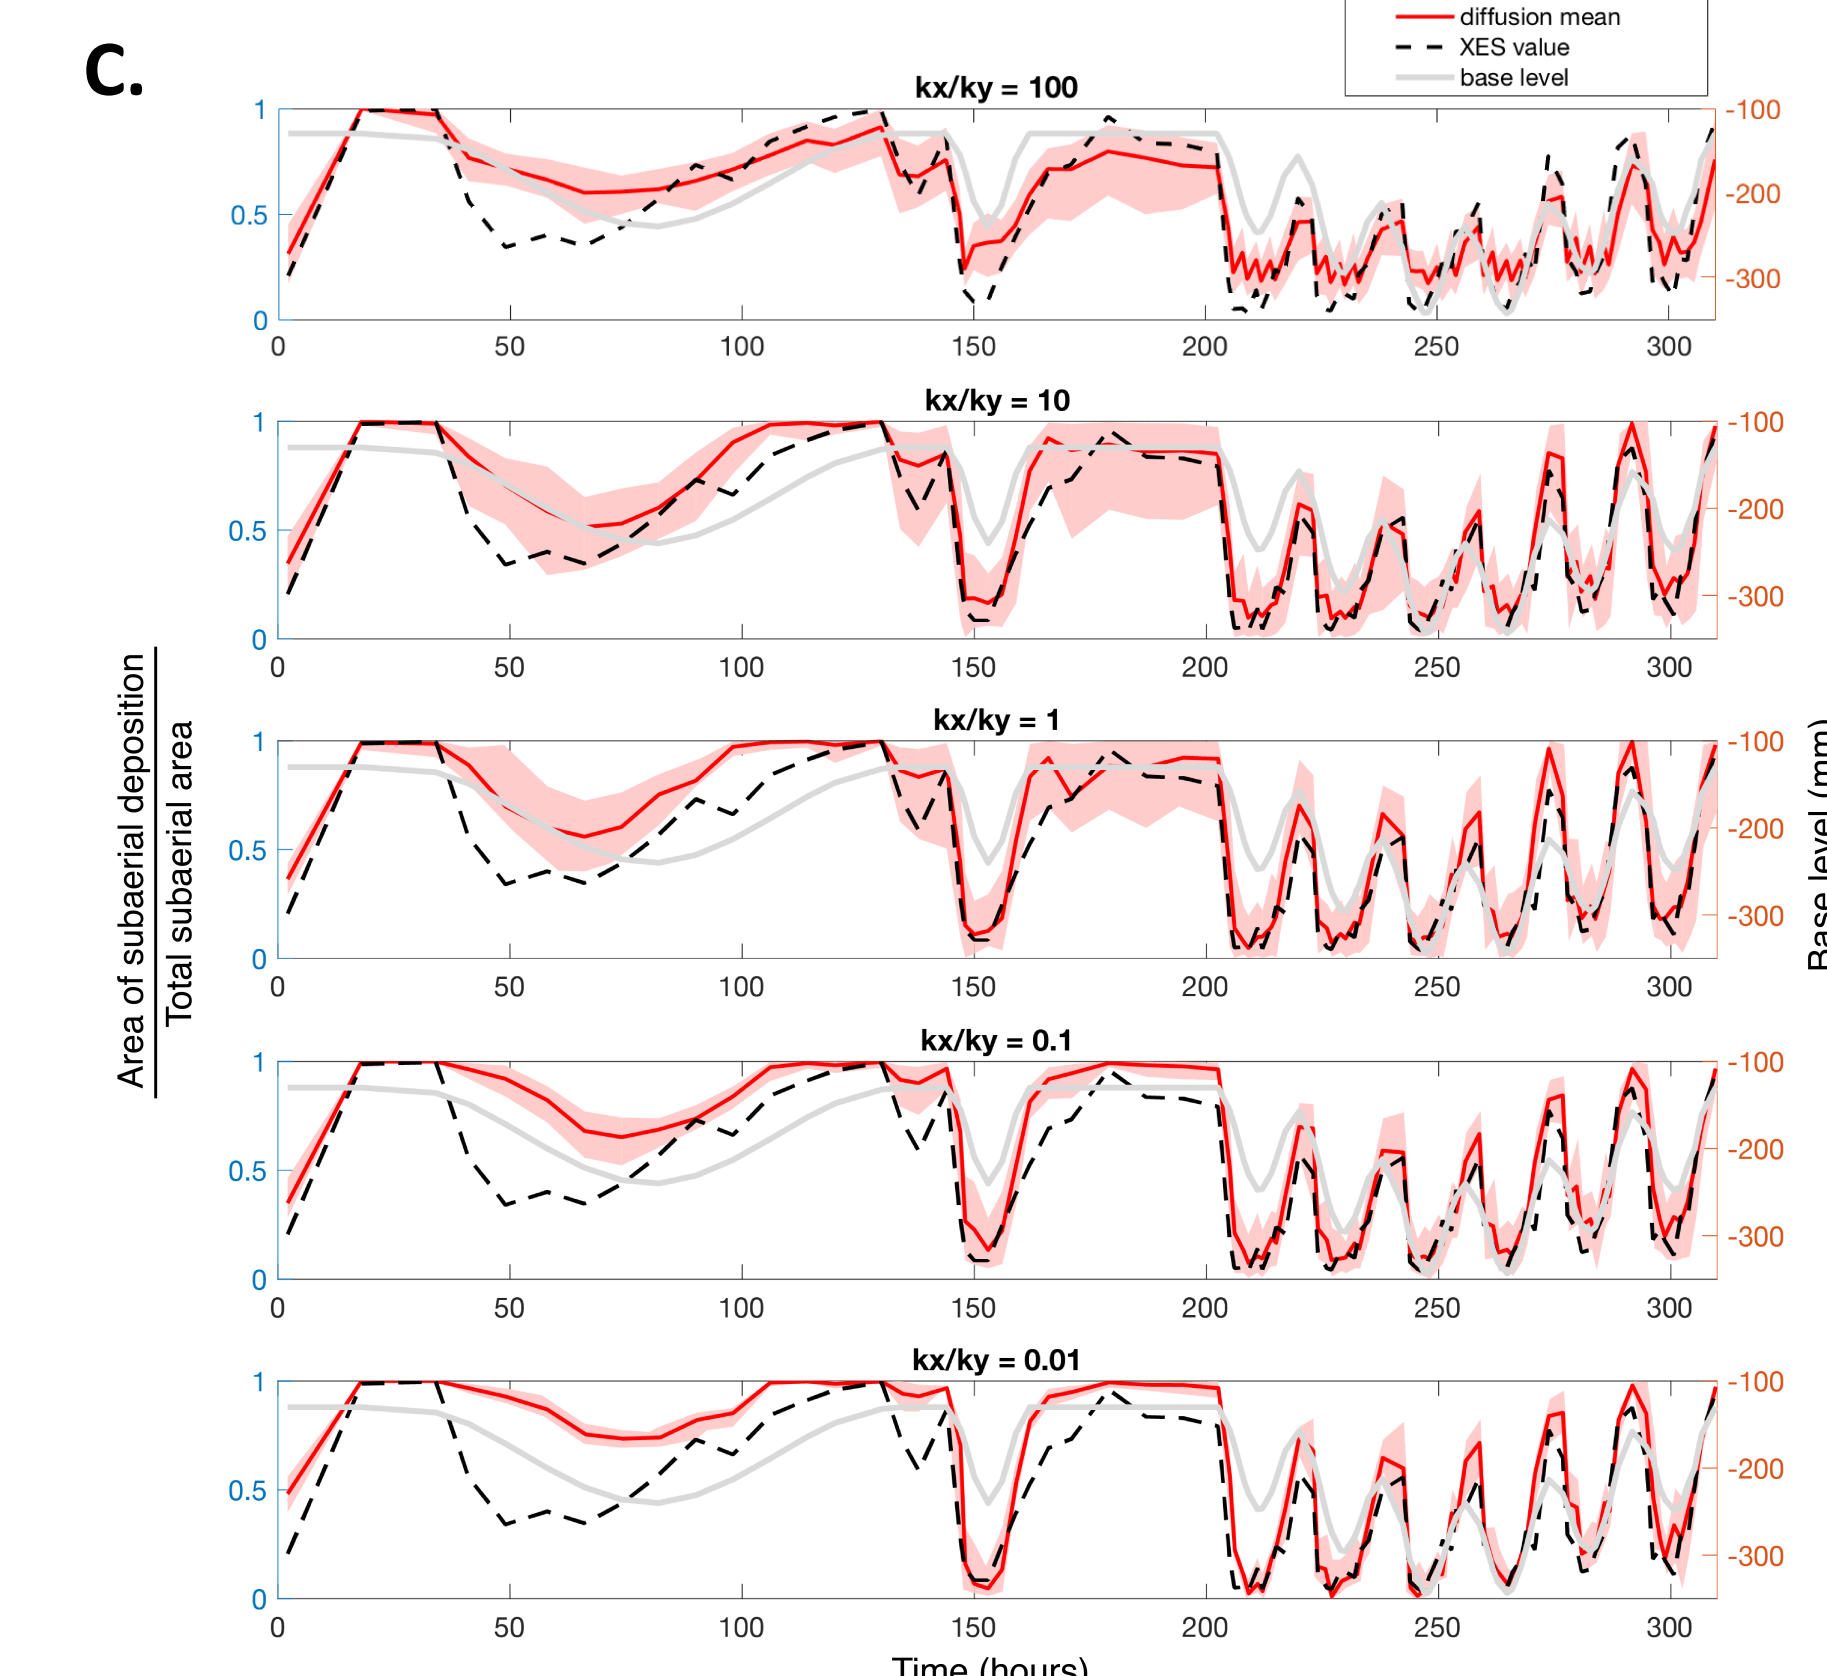 diffusion mean
XES value
base level
C.
kx/ky = 100
1
0.5
0
-100
-200
-300
0 50 100 150 200 250 300
kx/ky = 10
1
0.5
0
-100
-200
-300
0 50 100 150 200 250 300
kx/ky = 1
1
0.5
0
-100
-200
-300
0 50 100 150 200 250 300
kx/ky = 0.1
1
0.5
0
-100
-200
-300
0 50 100 150 200 250 300
kx/ky = 0.01
1
0.5
0
-100
-200
-300
0 50 100 150 200 250 300
Time (hours)
Area of subaerial deposition
Total subaerial area
Base level (mm)